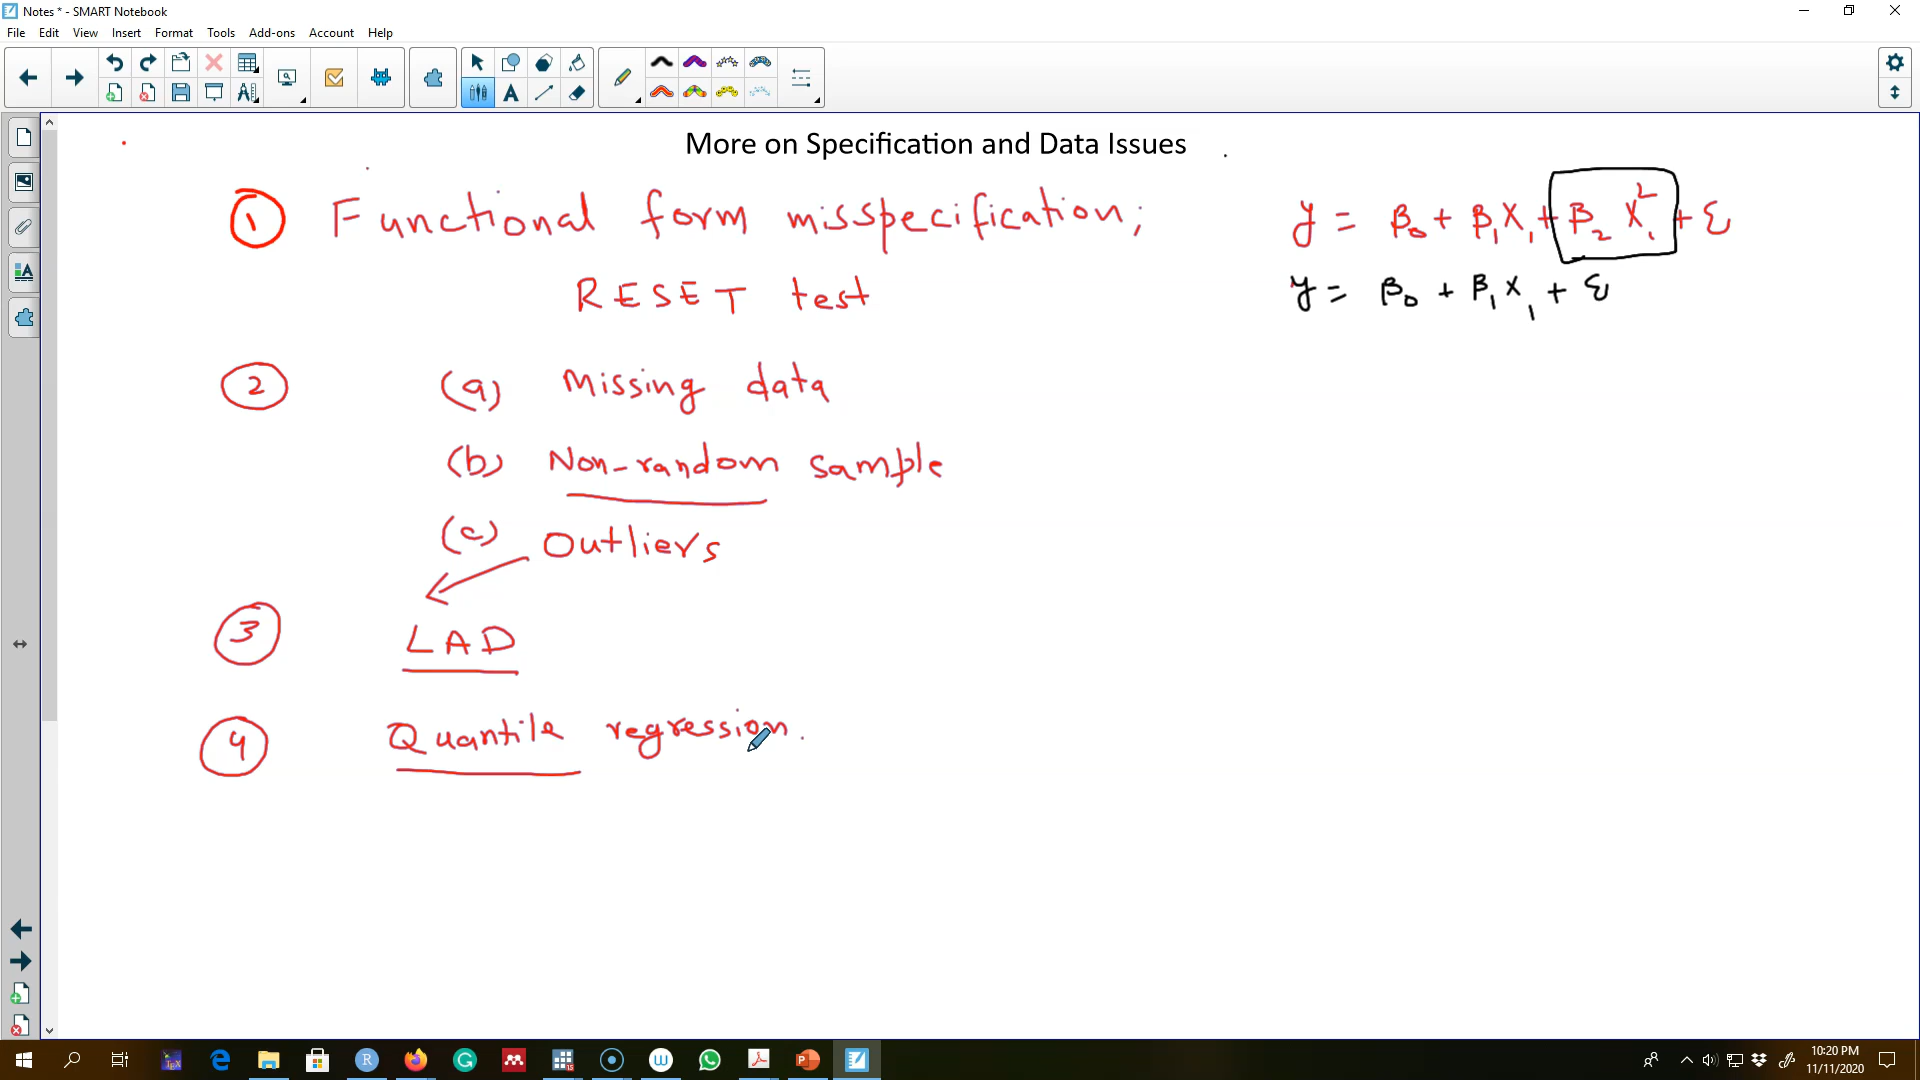 Notes * - SMART Notebook
File Edit View Insert Format Tools Add-ons Account Help
More on Specification and Data Issues
① Functional form misspecification;
RESET test
y = β₀ + β₁X₁ + β₂ X₁² + Ɛ
y = β₀ + β₁X₁ + Ɛ
② (a) Missing data
(b) Non-random sample
(c) Outliers
③ LAD
④ Quantile regression.
10:20 PM
11/11/2020